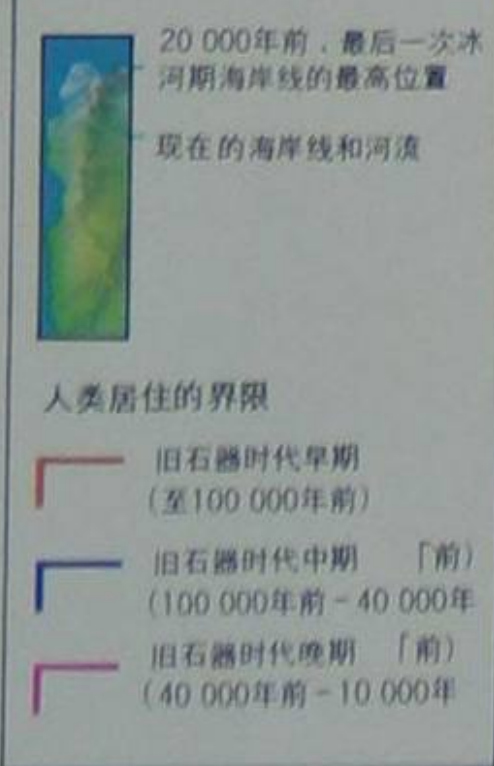 20 000年前，最后一次冰
河期海岸线的最高位置
现在的海岸线和河流
人类居住的界限
旧石器时代早期
（至100 000年前）
旧石器时代中期 「前）
（100 000年前－40 000年
旧石器时代晚期 「前）
（40 000年前－10 000年